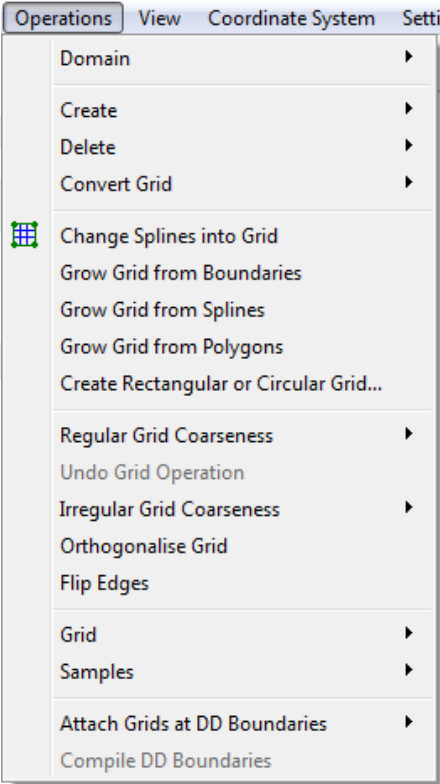 Operations View Coordinate System Setti
Domain
Create
Delete
Convert Grid
Change Splines into Grid
Grow Grid from Boundaries
Grow Grid from Splines
Grow Grid from Polygons
Create Rectangular or Circular Grid...
Regular Grid Coarseness
Undo Grid Operation
Irregular Grid Coarseness
Orthogonalise Grid
Flip Edges
Grid
Samples
Attach Grids at DD Boundaries
Compile DD Boundaries